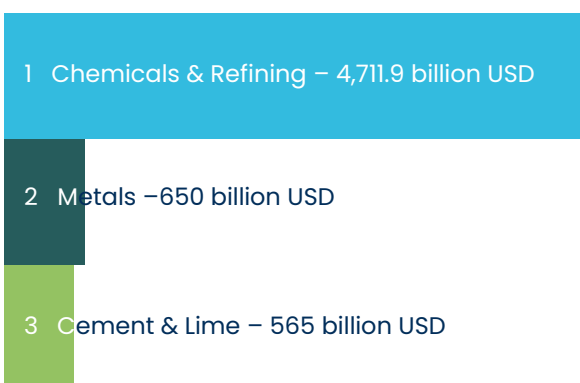 1 Chemicals & Refining – 4,711.9 billion USD
2 Metals –650 billion USD
3 Cement & Lime – 565 billion USD